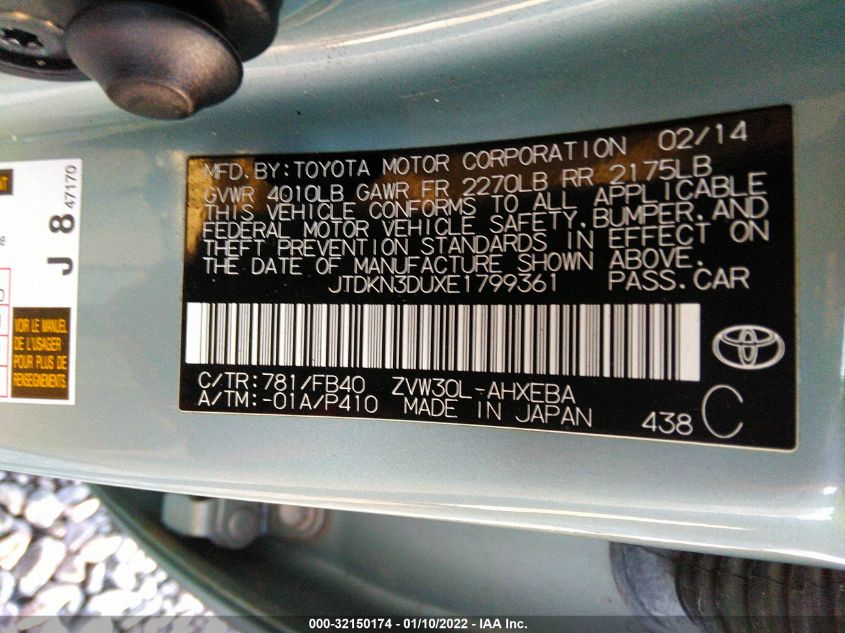 MFD. BY: TOYOTA MOTOR CORPORATION 02/14
GVWR 4010LB GAWR FR 2270LB RR 2175LB
THIS VEHICLE CONFORMS TO ALL APPLICABLE
FEDERAL MOTOR VEHICLE SAFETY, BUMPER, AND
THEFT PREVENTION STANDARDS IN EFFECT ON
THE DATE OF MANUFACTURE SHOWN ABOVE.
JTDKN3DUXE1799361 PASS.CAR
C/TR: 781/FB40 ZVW30L-AHXEBA
A/TM: -01A/P410 MADE IN JAPAN
438 C
J 8 47170
VOIR LE MANUEL
DE L'USAGER
POUR PLUS DE
000-32150174 - 01/10/2022 - IAA Inc.